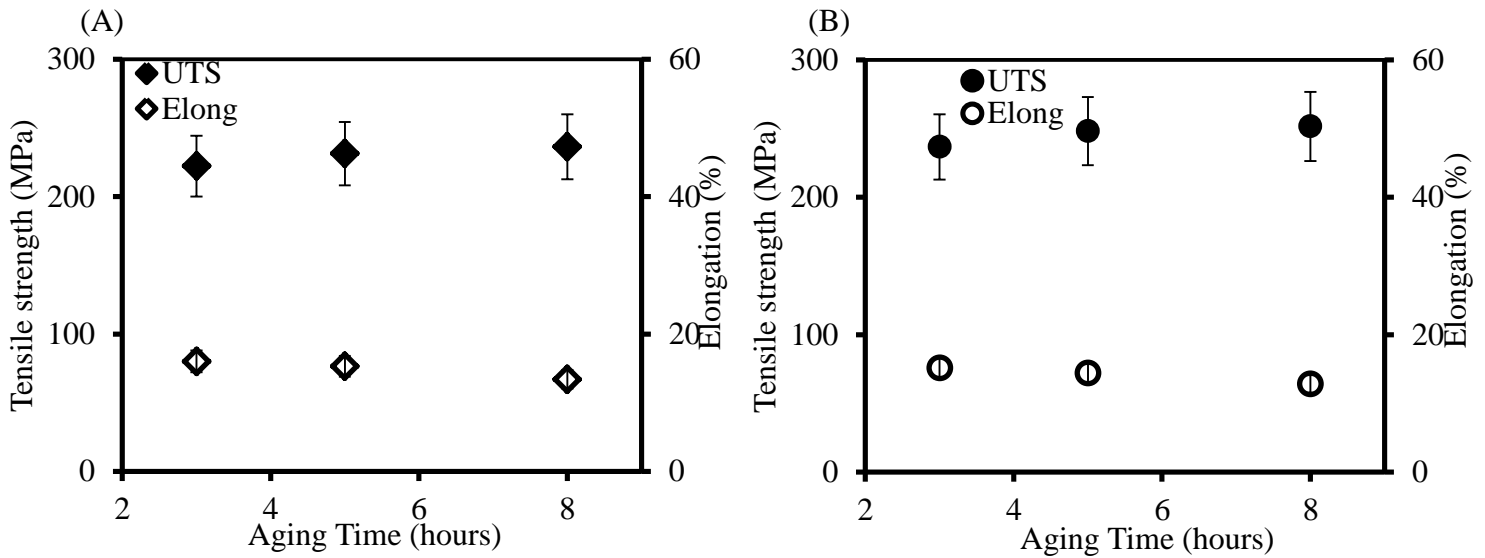 (A)
300
200
100
0
Tensile strength (MPa)
UTS
Elong
60
40
20
0
Elongation (%)
2
4
6
8
Aging Time (hours)
(B)
300
200
100
0
Tensile strength (MPa)
UTS
Elong
60
40
20
0
Elongation (%)
2
4
6
8
Aging Time (hours)